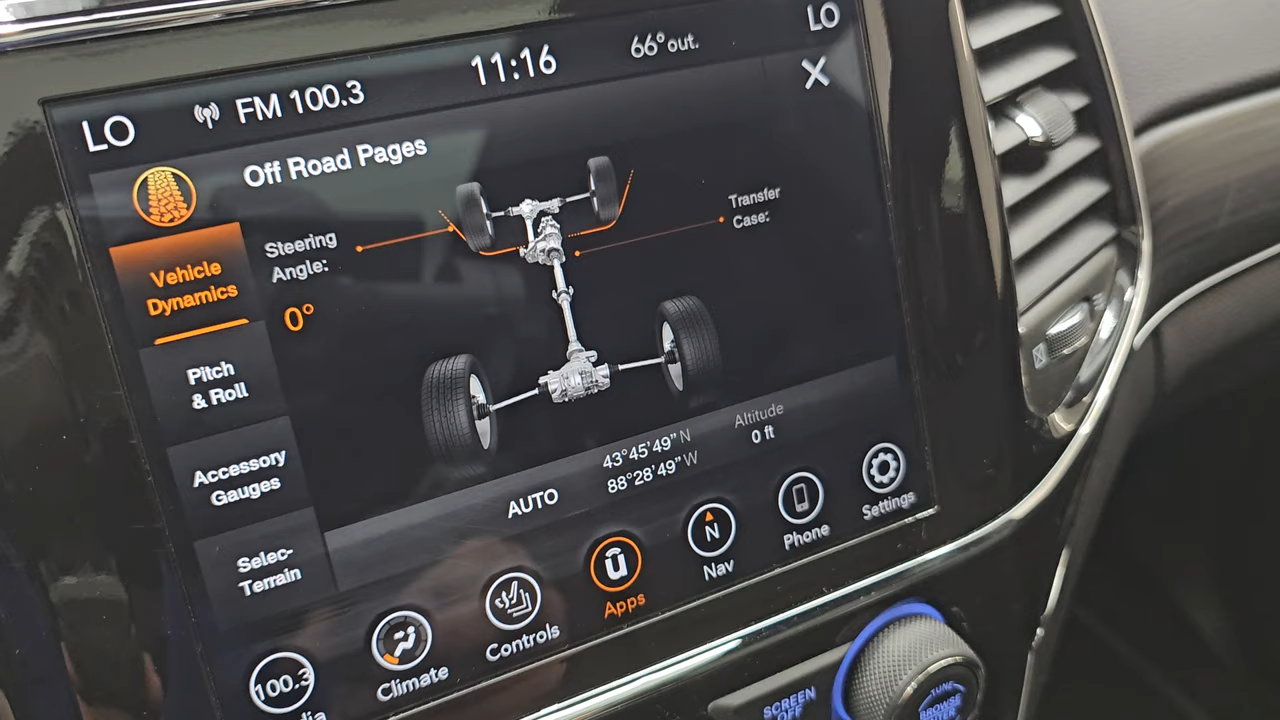 LO
FM 100.3
11:16
66° out.
LO
Off Road Pages
Vehicle
Dynamics
Steering
Angle:
0°
Transfer
Case:
Pitch
& Roll
Accessory
Gauges
Selec-
Terrain
AUTO
43°45'49" N
88°28'49" W
Altitude
0 ft
100.3
Climate
Controls
Apps
N
Nav
Phone
Settings
SCREEN
OFF
TUNE
BROWSE